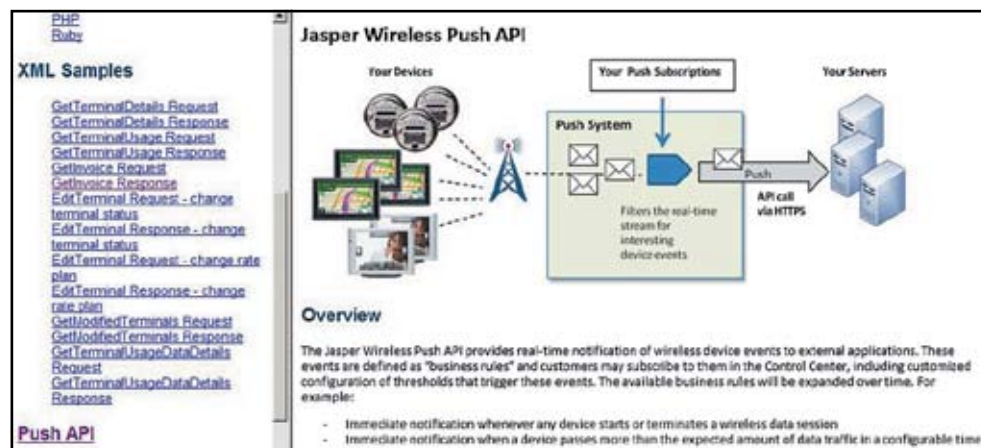 PHP
Ruby
XML Samples
GetTerminalDetails Request
GetTerminalDetails Response
GetTerminalUsage Request
GetTerminalUsage Response
GetInvoice Request
GetInvoice Response
EditTerminal Request - change
terminal status
EditTerminal Response - change
terminal status
EditTerminal Request - change rate
plan
EditTerminal Response - change
rate plan
GetModifiedTerminals Request
GetModifiedTerminals Response
GetTerminalUsageDataDetails
Request
GetTerminalUsageDataDetails
Response
Push API
Jasper Wireless Push API
Your Devices
Your Push Subscriptions
Your Servers
Push System
Push
API call
via HTTPS
Filters the real-time
stream for
interesting
device events
Overview
The Jasper Wireless Push API provides real-time notification of wireless device events to external applications. These
events are defined as "business rules" and customers may subscribe to them in the Control Center, including customized
configuration of thresholds that trigger these events. The available business rules will be expanded over time. For
example:
- Immediate notification whenever any device starts or terminates a wireless data session
- Immediate notification when a device passes more than the expected amount of data traffic in a configurable time